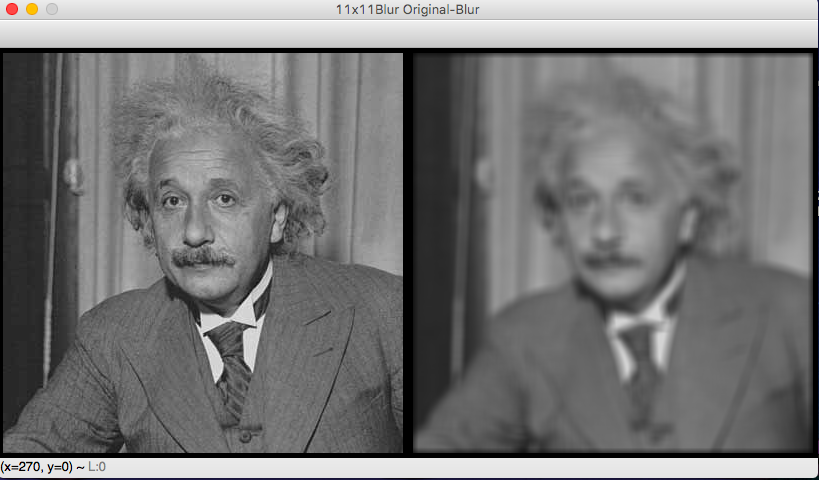 11x11Blur Original-Blur
(x=270, y=0) ~ L:0